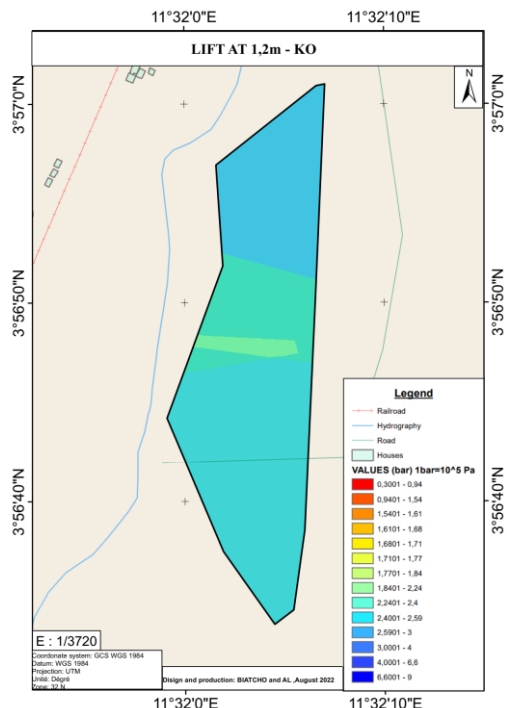 11°32'0"E
11°32'10"E
LIFT AT 1,2m - KO
N
3°57'0"N
3°57'0"N
3°56'50"N
3°56'50"N
3°56'40"N
3°56'40"N
Legend
Railroad
Hydrography
Road
Houses
VALUES (bar) 1bar=10^5 Pa
0,3001 - 0,94
0,9401 - 1,54
1,5401 - 1,61
1,6101 - 1,68
1,6801 - 1,71
1,7101 - 1,77
1,7701 - 1,84
1,8401 - 2,24
2,2401 - 2,4
2,4001 - 2,59
2,5901 - 3
3,0001 - 4
4,0001 - 6,6
6,6001 - 9
E : 1/3720
Coordonate system: GCS WGS 1984
Datum: WGS 1984
Projection: UTM
Unité: Dégré
Zone: 32 N
Disign and production: BIATCHO and AL ,August 2022
11°32'0"E
11°32'10"E